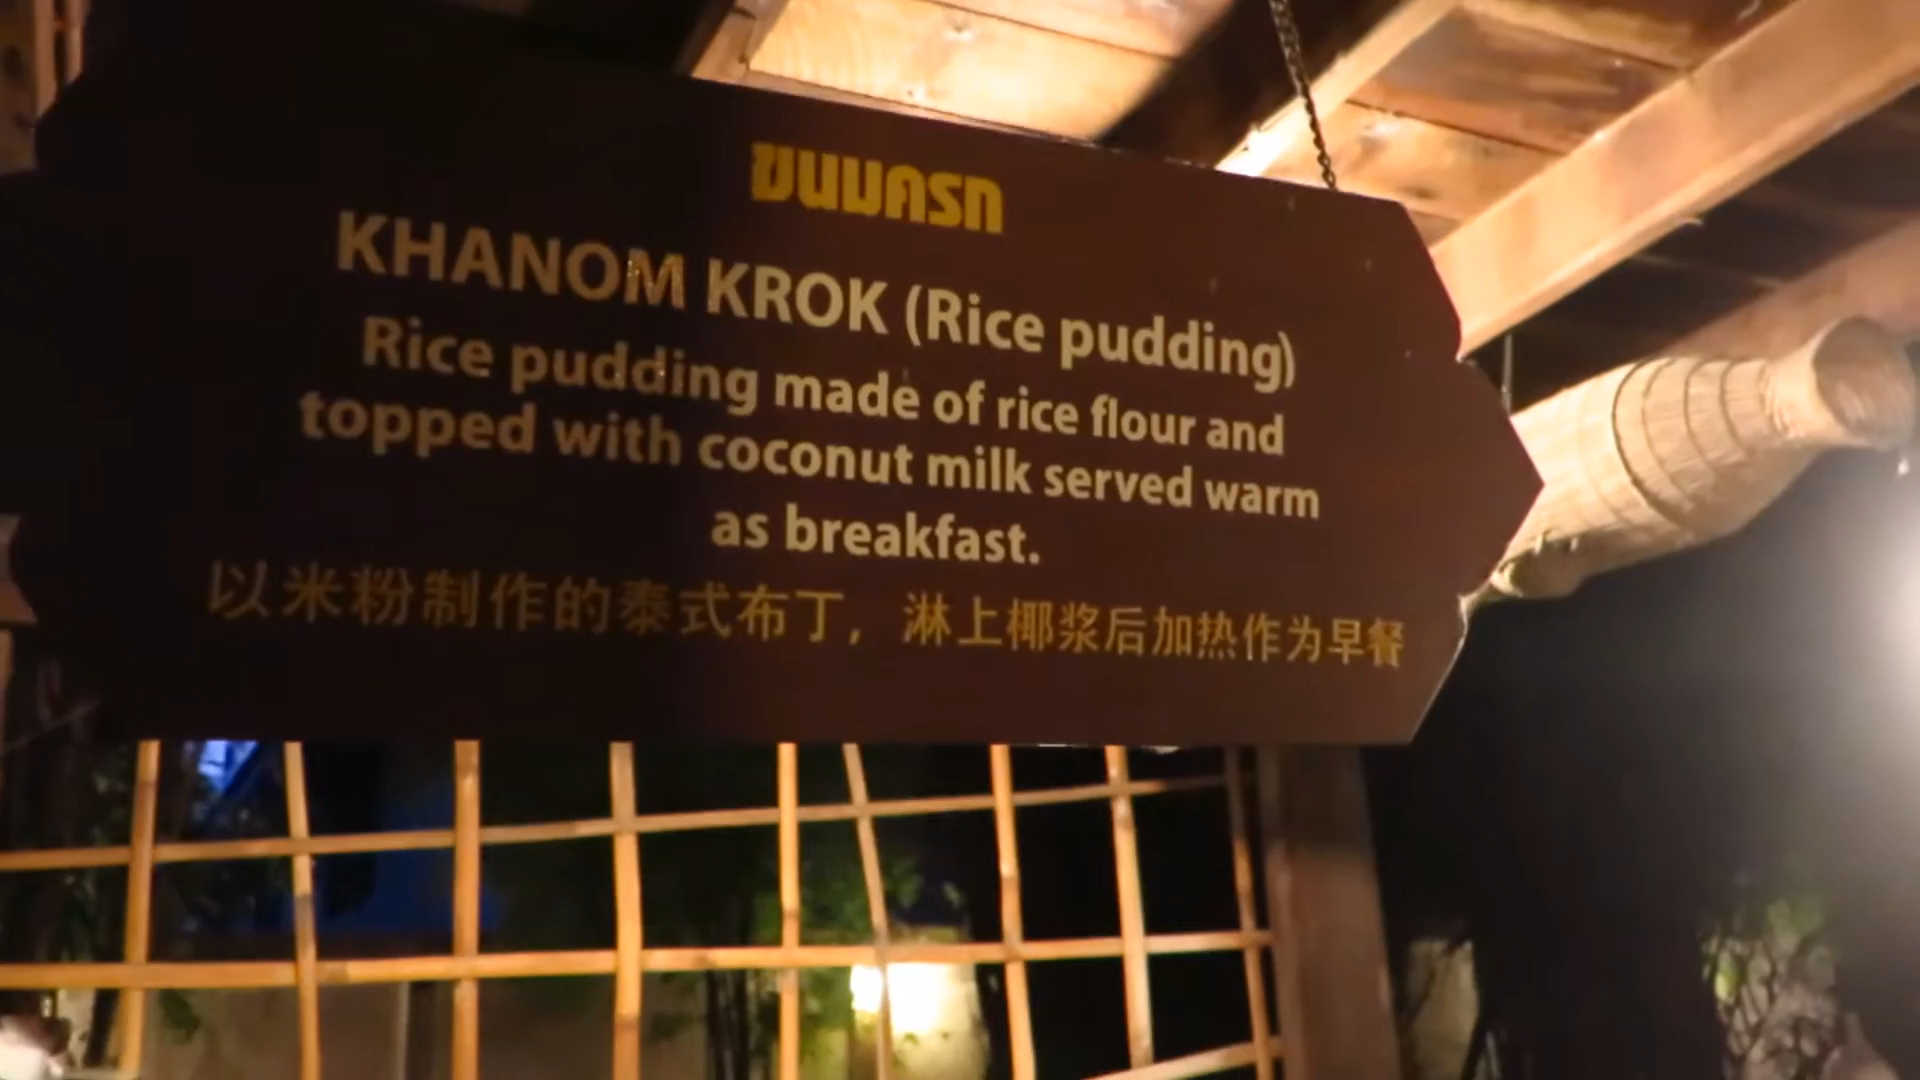 ขนมครก
KHANOM KROK (Rice pudding)
Rice pudding made of rice flour and
topped with coconut milk served warm
as breakfast.
以米粉制作的泰式布丁，淋上椰浆后加热作为早餐